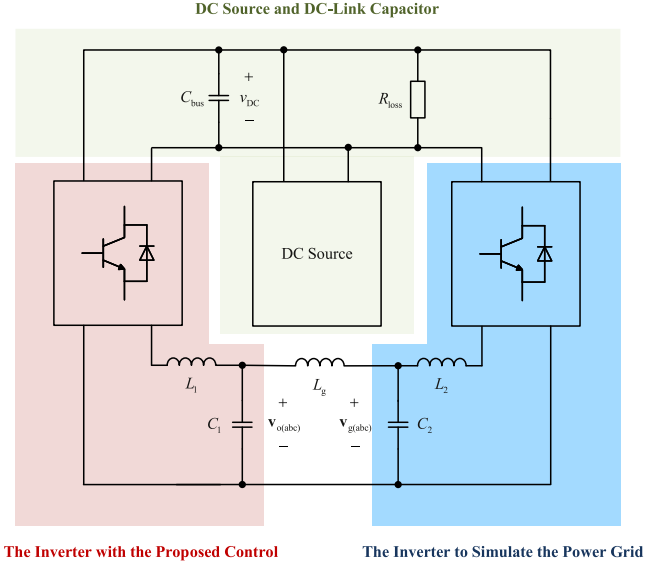 DC Source and DC-Link Capacitor
+
C_bus v_DC R_loss
−
DC Source
L_1 L_g L_2
+ +
C_1 v_o(abc) v_g(abc) C_2
− −
The Inverter with the Proposed Control The Inverter to Simulate the Power Grid